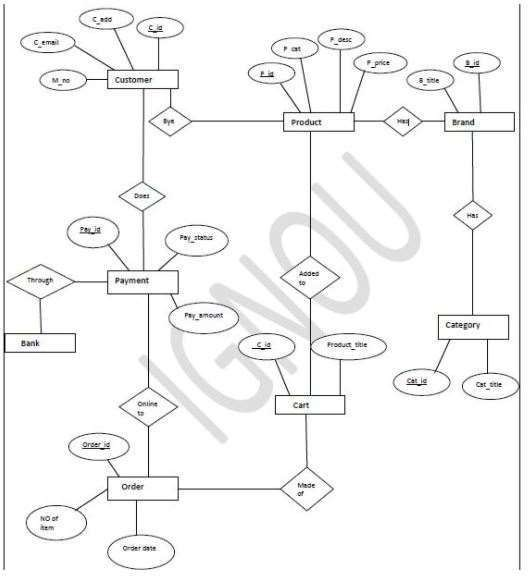 C_add
C_id
C_email
M_no
Customer
P_cat
P_desc
P_id
P_price
B_title
B_id
Bye
Product
Has
Brand
Does
Pay_id
Pay_status
Has
Through
Payment
Added
to
Pay_amount
Bank
C_id
Product_title
Category
Cat_id
Cat_title
Online
to
Cart
Order_id
Order
Made
of
NO of
item
Order date
IGNOU